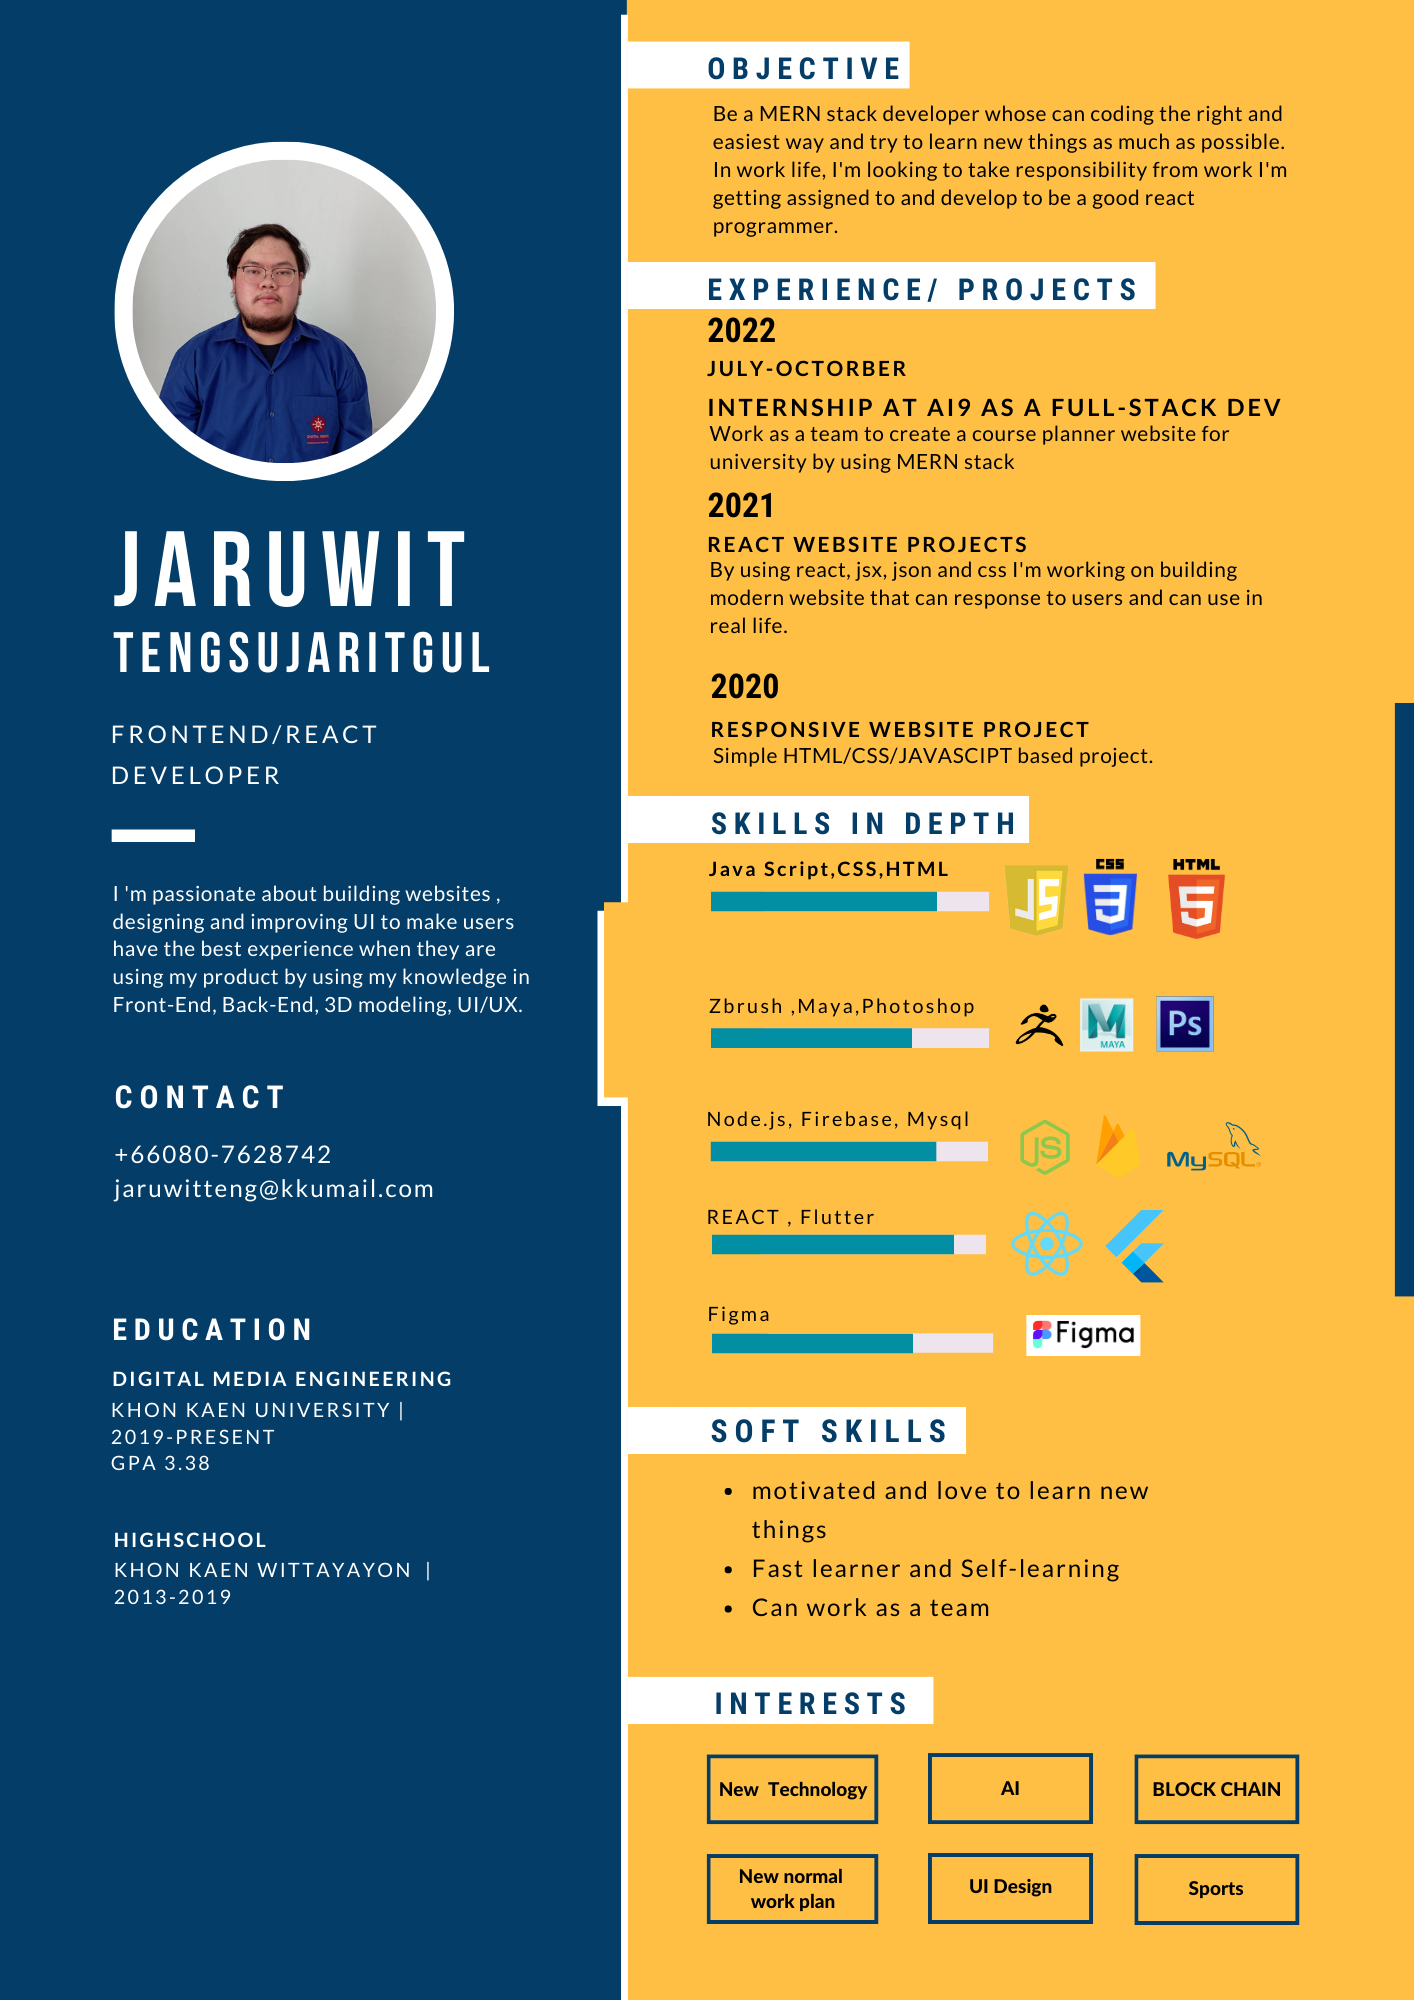 JARUWIT
TENGSUJARITGUL
FRONTEND/REACT
DEVELOPER
I 'm passionate about building websites ,
designing and improving UI to make users
have the best experience when they are
using my product by using my knowledge in
Front-End, Back-End, 3D modeling, UI/UX.
CONTACT
+66080-7628742
jaruwitteng@kkumail.com
EDUCATION
DIGITAL MEDIA ENGINEERING
KHON KAEN UNIVERSITY |
2019-PRESENT
GPA 3.38
HIGHSCHOOL
KHON KAEN WITTAYAYON |
2013-2019
OBJECTIVE
Be a MERN stack developer whose can coding the right and
easiest way and try to learn new things as much as possible.
In work life, I'm looking to take responsibility from work I'm
getting assigned to and develop to be a good react
programmer.
EXPERIENCE/ PROJECTS
2022
JULY-OCTORBER
INTERNSHIP AT AI9 AS A FULL-STACK DEV
Work as a team to create a course planner website for
university by using MERN stack
2021
REACT WEBSITE PROJECTS
By using react, jsx, json and css I'm working on building
modern website that can response to users and can use in
real life.
2020
RESPONSIVE WEBSITE PROJECT
Simple HTML/CSS/JAVASCIPT based project.
SKILLS IN DEPTH
Java Script,CSS,HTML
JS CSS 3 HTML 5
Zbrush ,Maya,Photoshop
M MAYA Ps
Node.js, Firebase, Mysql
JS MySQL
REACT , Flutter
Figma
Figma
SOFT SKILLS
• motivated and love to learn new
things
• Fast learner and Self-learning
• Can work as a team
INTERESTS
New Technology
AI
BLOCK CHAIN
New normal
work plan
UI Design
Sports